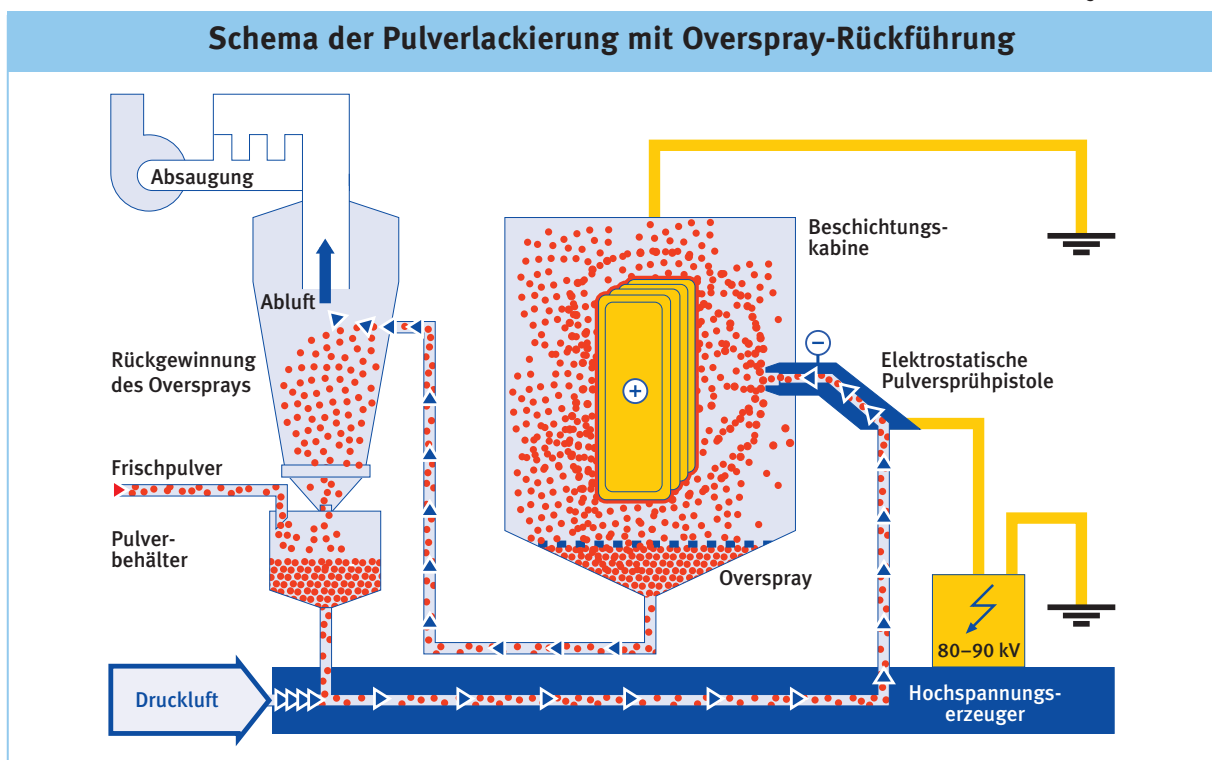 Schema der Pulverlackierung mit Overspray-Rückführung
Absaugung
Abluft
Rückgewinnung
des Oversprays
Frischpulver
Pulver-
behälter
Druckluft
Beschichtungs-
kabine
+
−
Elektrostatische
Pulversprühpistole
Overspray
80–90 kV
Hochspannungs-
erzeuger